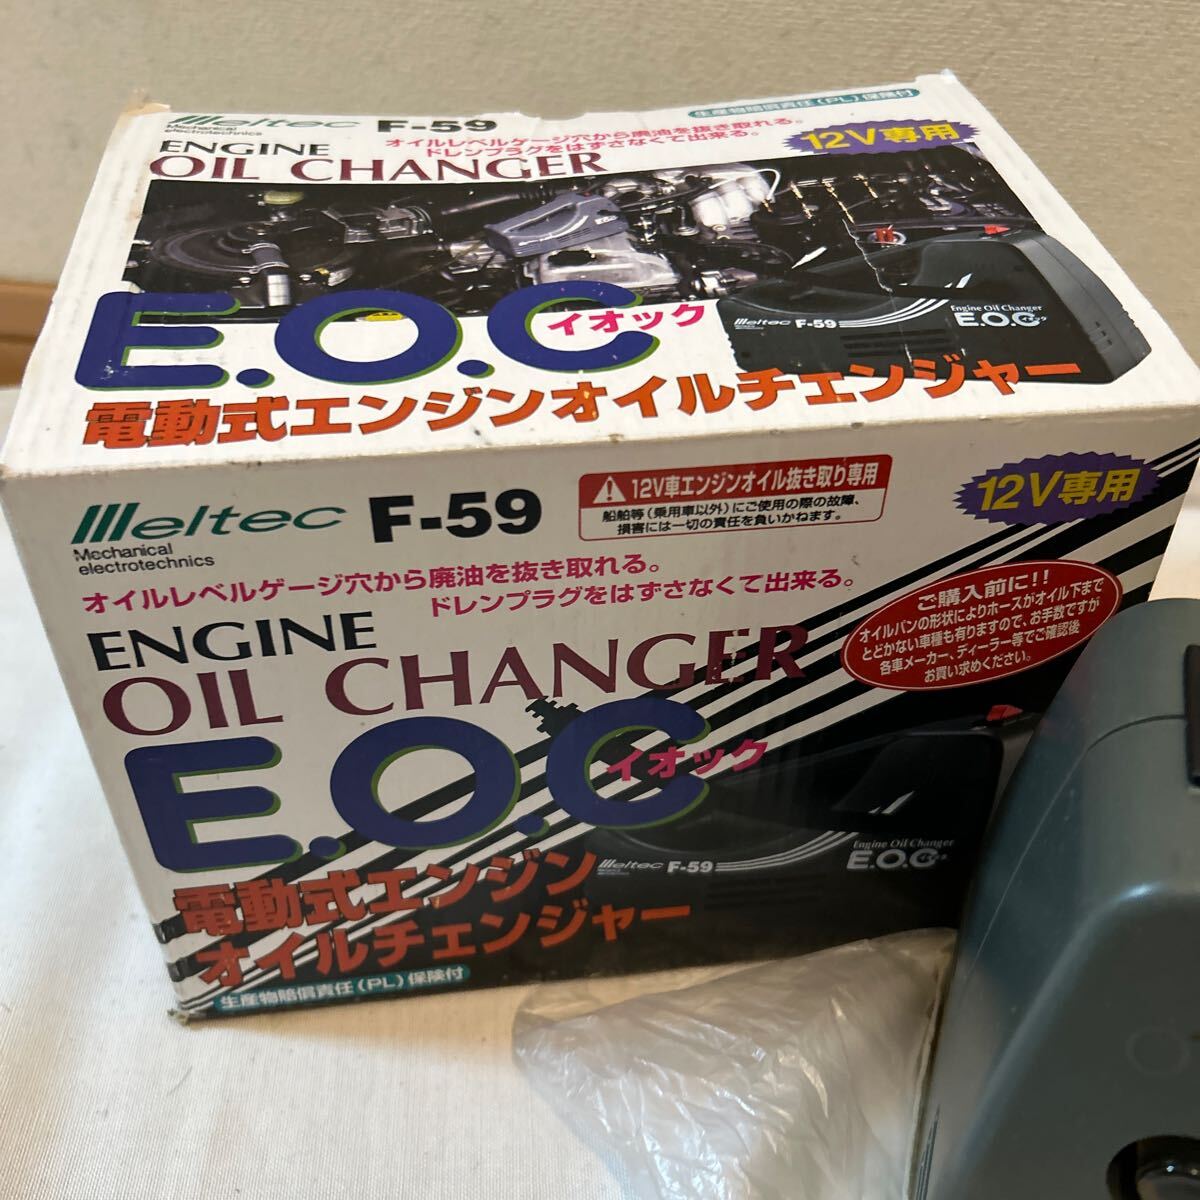 生産物賠償責任(PL)保険付
Meltec F-59
Mechanical
electrotechnics
オイルレベルゲージ穴から廃油を抜き取れる。
ドレンプラグをはずさなくて出来る。
12V専用
ENGINE
OIL CHANGER
E.O.C イオック
Engine Oil Changer
Meltec F-59 E.O.C イオック
電動式エンジンオイルチェンジャー
Meltec F-59
Mechanical
electrotechnics
12V車エンジンオイル抜き取り専用
船舶等(乗用車以外)にご使用の際の故障、
損害には一切の責任を負いかねます。
12V専用
オイルレベルゲージ穴から廃油を抜き取れる。
ドレンプラグをはずさなくて出来る。
ご購入前に!!
オイルパンの形状によりホースがオイル下まで
とどかない車種も有りますので、お手数ですが
各車メーカー、ディーラー等でご確認後
お買い求めください。
ENGINE
OIL CHANGER
E.O.C イオック
Engine Oil Changer
Meltec F-59 E.O.C イオック
電動式エンジン
オイルチェンジャー
生産物賠償責任(PL)保険付